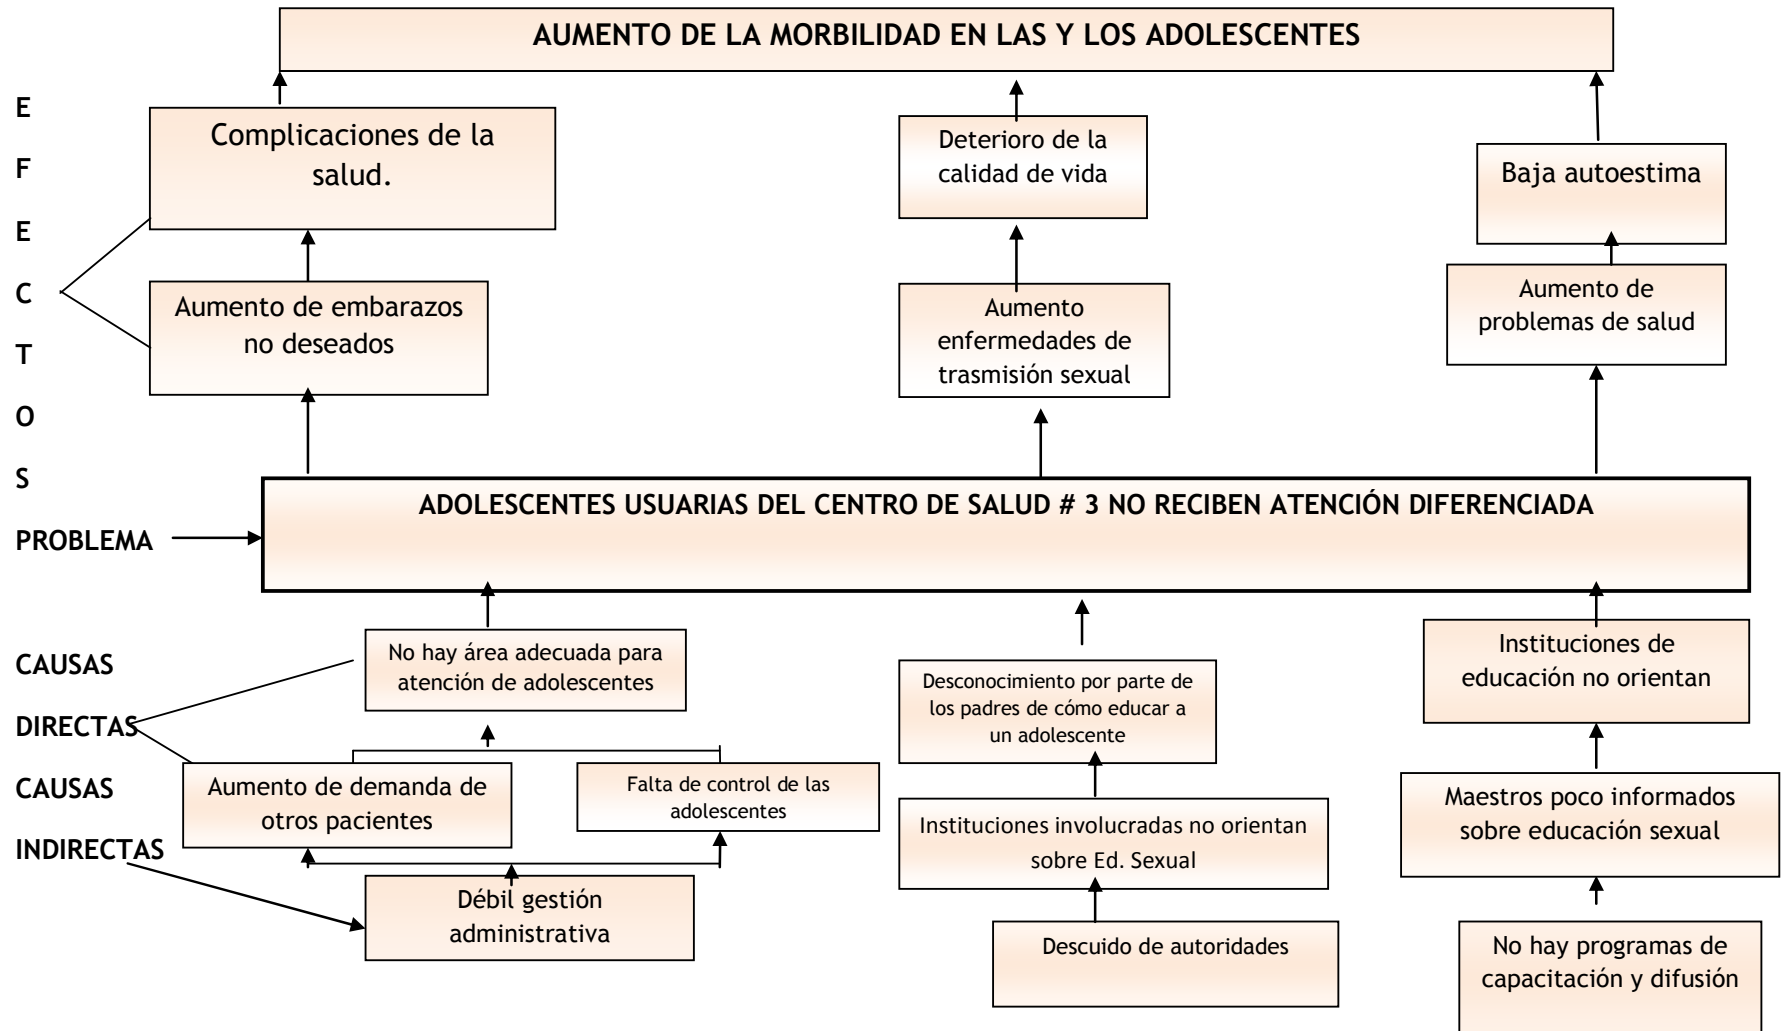 AUMENTO DE LA MORBILIDAD EN LAS Y LOS ADOLESCENTES
E
F
E
C
T
O
S
Complicaciones de la
salud.
Deterioro de la
calidad de vida
Baja autoestima
Aumento de embarazos
no deseados
Aumento
enfermedades de
trasmisión sexual
Aumento de
problemas de salud
ADOLESCENTES USUARIAS DEL CENTRO DE SALUD # 3 NO RECIBEN ATENCIÓN DIFERENCIADA
PROBLEMA
CAUSAS
DIRECTAS
No hay área adecuada para
atención de adolescentes
Desconocimiento por parte de
los padres de cómo educar a
un adolescente
Instituciones de
educación no orientan
CAUSAS
INDIRECTAS
Aumento de demanda de
otros pacientes
Falta de control de las
adolescentes
Instituciones involucradas no orientan
sobre Ed. Sexual
Maestros poco informados
sobre educación sexual
Débil gestión
administrativa
Descuido de autoridades
No hay programas de
capacitación y difusión